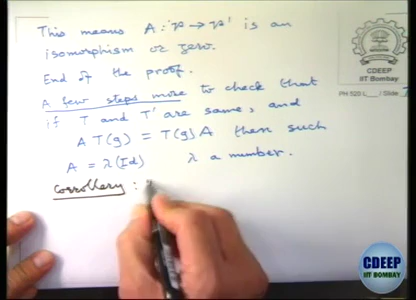 This means A : V → V' is an
isomorphism or zero.
End of the proof.
A few steps more to check that
if T and T' are same, and
A T(g) = T(g) A then such
A = λ (Id) λ a number.
Corrollery :
CDEEP
IIT Bombay
PH 520 L
CDEEP
IIT BOMBAY